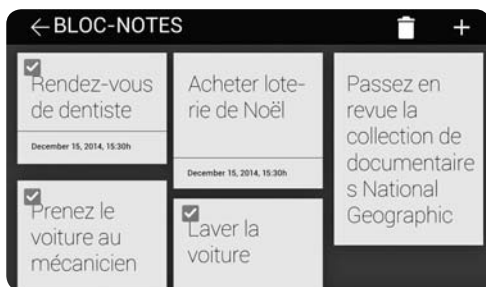 BLOC-NOTES
Rendez-vous
de dentiste
December 15, 2014, 15:30h
Prenez le
voiture au
mécanicien
Acheter lote-
rie de Noël
December 15, 2014, 15:30h
Laver la
voiture
Passez en
revue la
collection de
documentaire
s National
Geographic